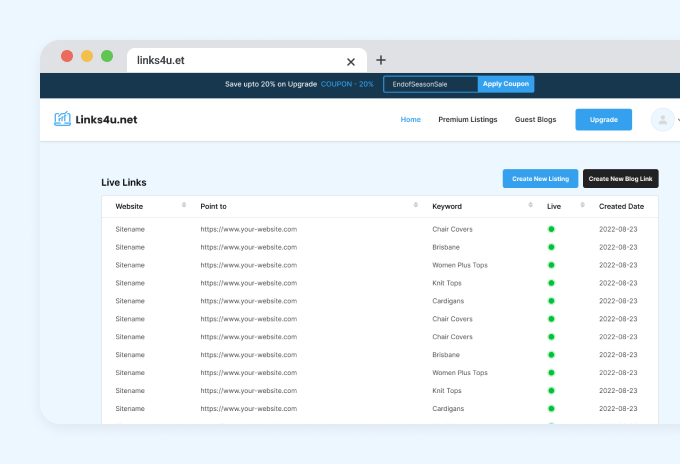 links4u.et
Save upto 20% on Upgrade COUPON - 20% EndofSeasonSale Apply Coupon
Links4u.net Home Premium Listings Guest Blogs Upgrade
Live Links Create New Listing Create New Blog Link
Website Point to Keyword Live Created Date
Sitename https://www.your-website.com Chair Covers 2022-08-23
Sitename https://www.your-website.com Brisbane 2022-08-23
Sitename https://www.your-website.com Women Plus Tops 2022-08-23
Sitename https://www.your-website.com Knit Tops 2022-08-23
Sitename https://www.your-website.com Cardigans 2022-08-23
Sitename https://www.your-website.com Chair Covers 2022-08-23
Sitename https://www.your-website.com Chair Covers 2022-08-23
Sitename https://www.your-website.com Brisbane 2022-08-23
Sitename https://www.your-website.com Women Plus Tops 2022-08-23
Sitename https://www.your-website.com Knit Tops 2022-08-23
Sitename https://www.your-website.com Cardigans 2022-08-23